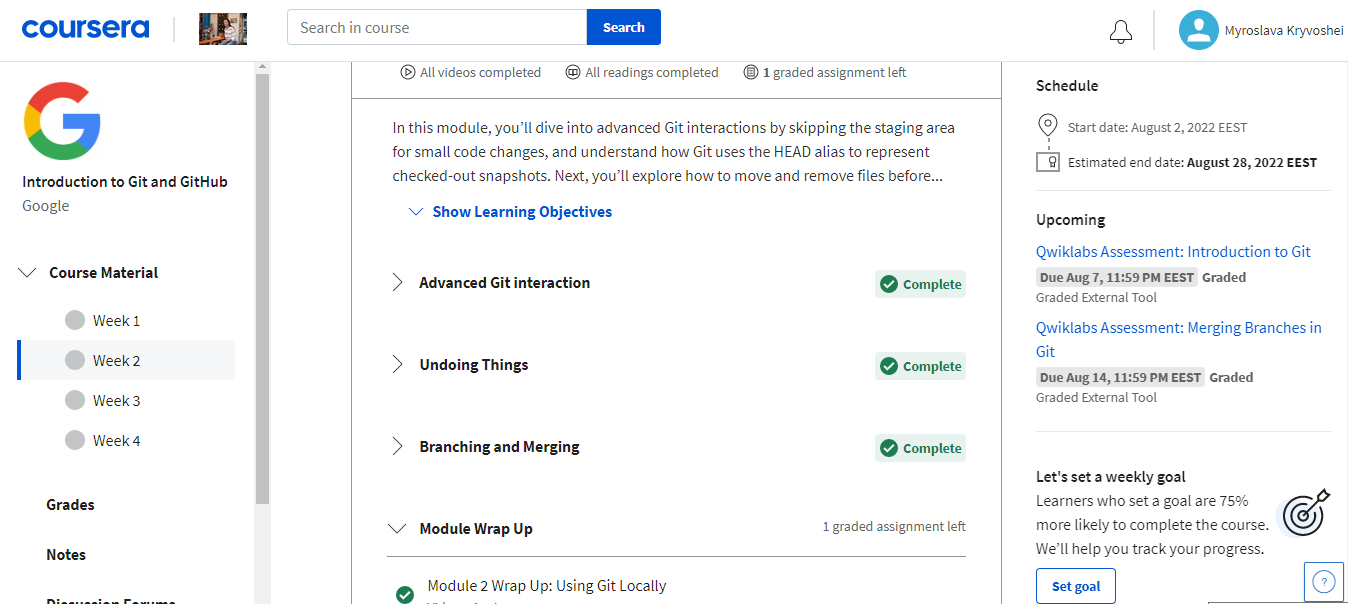 coursera
Search in course
Search
Myroslava Kryvoshei
Introduction to Git and GitHub
Google
Course Material
Week 1
Week 2
Week 3
Week 4
Grades
Notes
Discussion Forums
All videos completed
All readings completed
1 graded assignment left
In this module, you’ll dive into advanced Git interactions by skipping the staging area
for small code changes, and understand how Git uses the HEAD alias to represent
checked-out snapshots. Next, you’ll explore how to move and remove files before...
Show Learning Objectives
Advanced Git interaction
Complete
Undoing Things
Complete
Branching and Merging
Complete
Module Wrap Up
1 graded assignment left
Module 2 Wrap Up: Using Git Locally
Schedule
Start date: August 2, 2022 EEST
Estimated end date: August 28, 2022 EEST
Upcoming
Qwiklabs Assessment: Introduction to Git
Due Aug 7, 11:59 PM EEST Graded
Graded External Tool
Qwiklabs Assessment: Merging Branches in
Git
Due Aug 14, 11:59 PM EEST Graded
Graded External Tool
Let's set a weekly goal
Learners who set a goal are 75%
more likely to complete the course.
We’ll help you track your progress.
Set goal
?